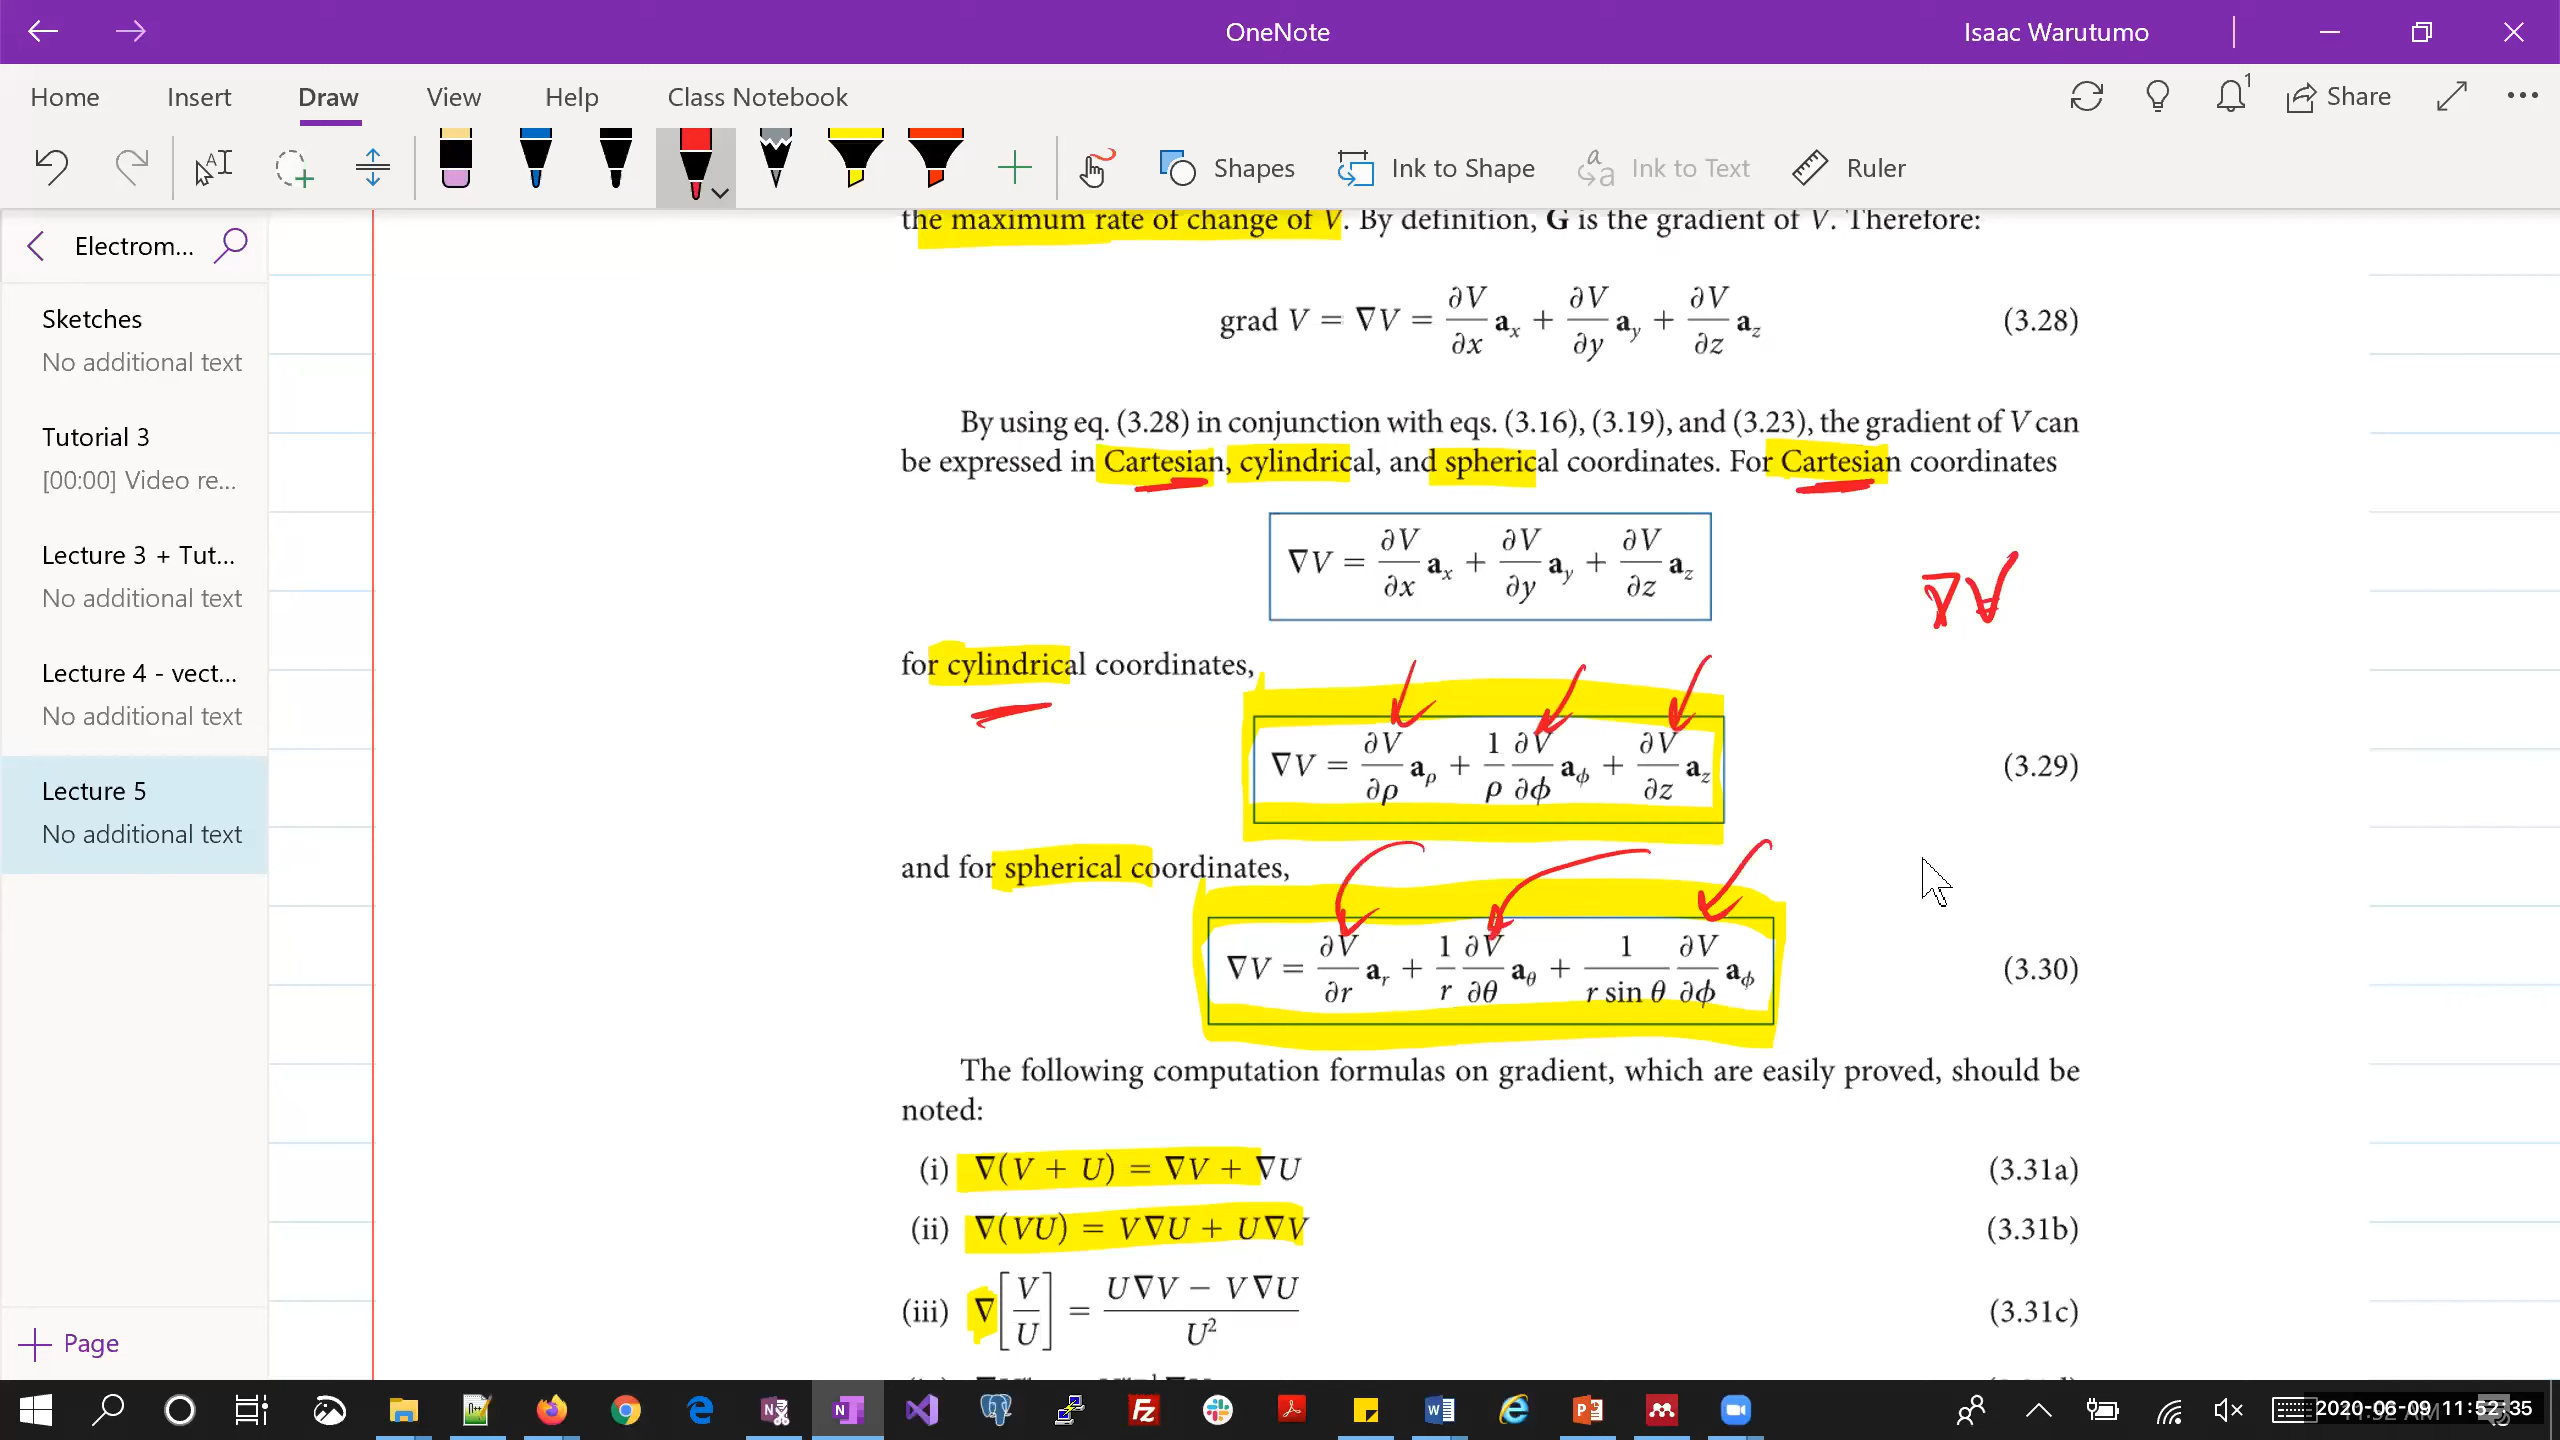 OneNote
Isaac Warutumo
Home Insert Draw View Help Class Notebook
1
Share
Shapes
Ink to Shape
Ink to Text
Ruler
Electrom...
Sketches
No additional text
Tutorial 3
[00:00] Video re...
Lecture 3 + Tut...
No additional text
Lecture 4 - vect...
No additional text
Lecture 5
No additional text
Page
the maximum rate of change of V. By definition, G is the gradient of V. Therefore:
grad V = ∇V = ∂V/∂x a_x + ∂V/∂y a_y + ∂V/∂z a_z (3.28)
By using eq. (3.28) in conjunction with eqs. (3.16), (3.19), and (3.23), the gradient of V can
be expressed in Cartesian, cylindrical, and spherical coordinates. For Cartesian coordinates
∇V = ∂V/∂x a_x + ∂V/∂y a_y + ∂V/∂z a_z
∇V
for cylindrical coordinates,
∇V = ∂V/∂ρ a_ρ + 1/ρ ∂V/∂ϕ a_ϕ + ∂V/∂z a_z (3.29)
and for spherical coordinates,
∇V = ∂V/∂r a_r + 1/r ∂V/∂θ a_θ + 1/(r sin θ) ∂V/∂ϕ a_ϕ (3.30)
The following computation formulas on gradient, which are easily proved, should be
noted:
(i) ∇(V + U) = ∇V + ∇U (3.31a)
(ii) ∇(VU) = V∇U + U∇V (3.31b)
(iii) ∇[V/U] = (U∇V − V∇U)/U² (3.31c)
2020-06-09 11:52:35